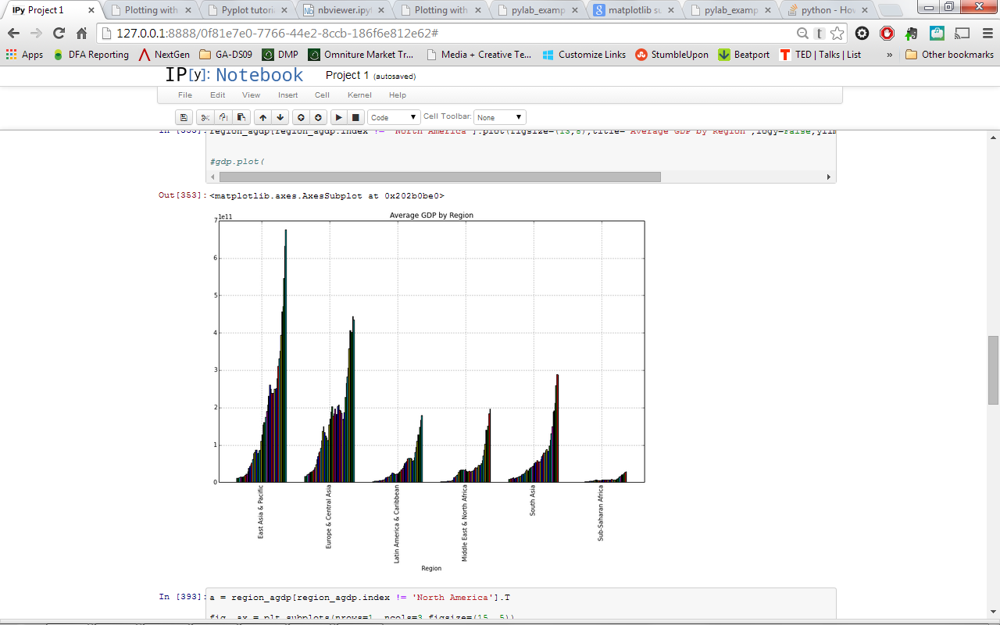 IPy Project 1
Plotting with
Pyplot tutoria
nbviewer.ipyt
Plotting with
pylab_examp
matplotlib su
pylab_examp
python - How
127.0.0.1:8888/0f81e7e0-7766-44e2-8ccb-186f6e812e62#
Apps DFA Reporting NextGen GA-DS09 DMP Omniture Market Tr... Media + Creative Te... Customize Links StumbleUpon Beatport TED | Talks | List » Other bookmarks
IP[y]: Notebook Project 1 (autosaved)
File Edit View Insert Cell Kernel Help
Code Cell Toolbar: None
In [353]: region_agdp[region_agdp.index != 'North America'].plot(figsize=(13,8),title='Average GDP by Region',logy=False,ylim
#gdp.plot(
Out[353]: <matplotlib.axes.AxesSubplot at 0x202b0be0>
Average GDP by Region
1e11
7
6
5
4
3
2
1
0
East Asia & Pacific
Europe & Central Asia
Latin America & Caribbean
Middle East & North Africa
South Asia
Sub-Saharan Africa
Region
In [393]: a = region_agdp[region_agdp.index != 'North America'].T
fig, ax = plt.subplots(nrows=1, ncols=3,figsize=(15, 5))